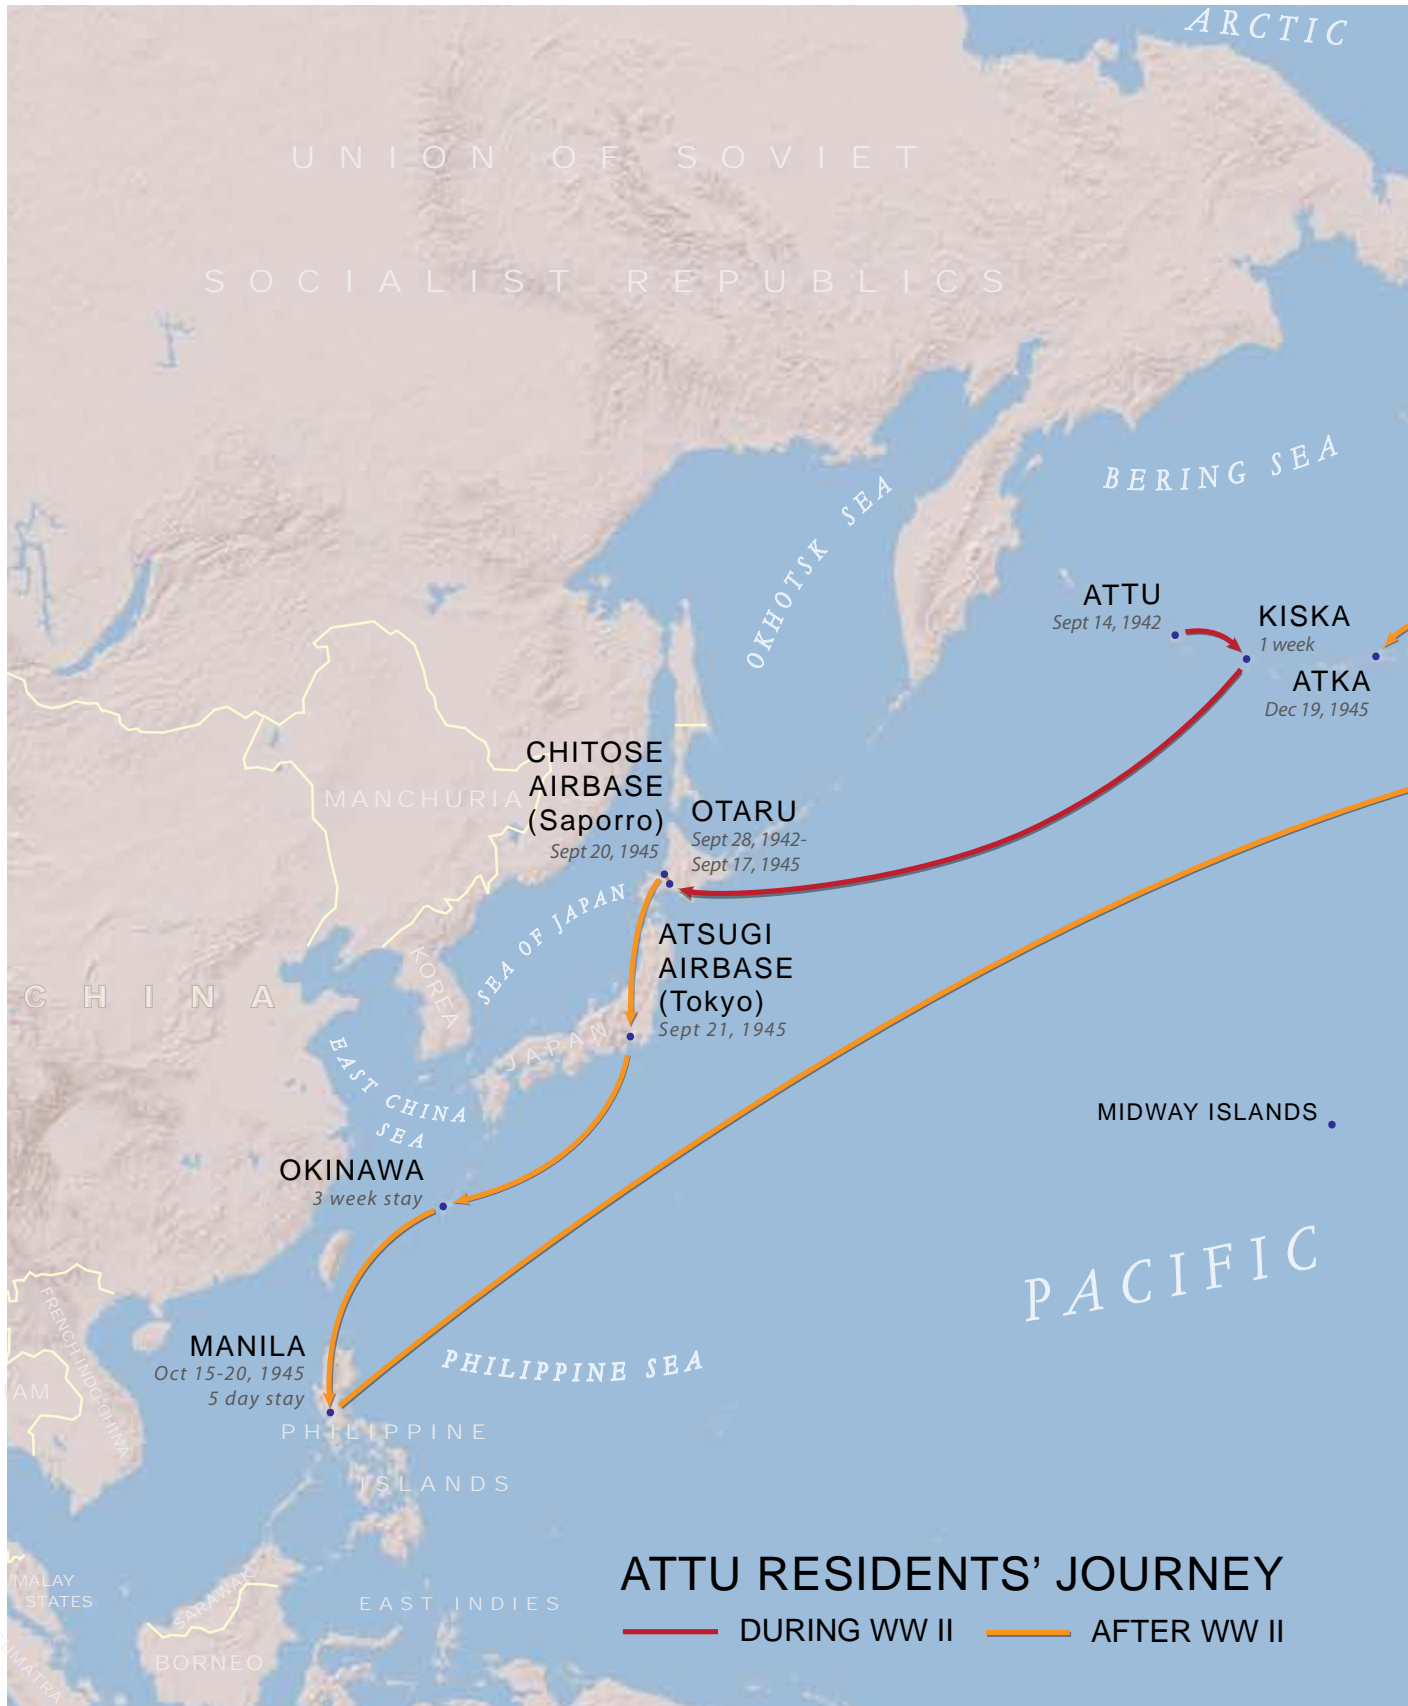 ARCTIC
UNION OF SOVIET
SOCIALIST REPUBLICS
BERING SEA
OKHOTSK SEA
ATTU
Sept 14, 1942
KISKA
1 week
ATKA
Dec 19, 1945
CHITOSE
AIRBASE
(Saporro)
Sept 20, 1945
MANCHURIA
OTARU
Sept 28, 1942-
Sept 17, 1945
SEA OF JAPAN
ATSUGI
AIRBASE
(Tokyo)
Sept 21, 1945
KOREA
CHINA
JAPAN
EAST CHINA
SEA
MIDWAY ISLANDS
OKINAWA
3 week stay
PACIFIC
FRENCH INDO-CHINA
MANILA
Oct 15-20, 1945
5 day stay
PHILIPPINE SEA
IAM
PHILIPPINE
ISLANDS
MALAY
STATES
SARAWAK
EAST INDIES
BORNEO
SUMATRA
ATTU RESIDENTS’ JOURNEY
DURING WW II
AFTER WW II